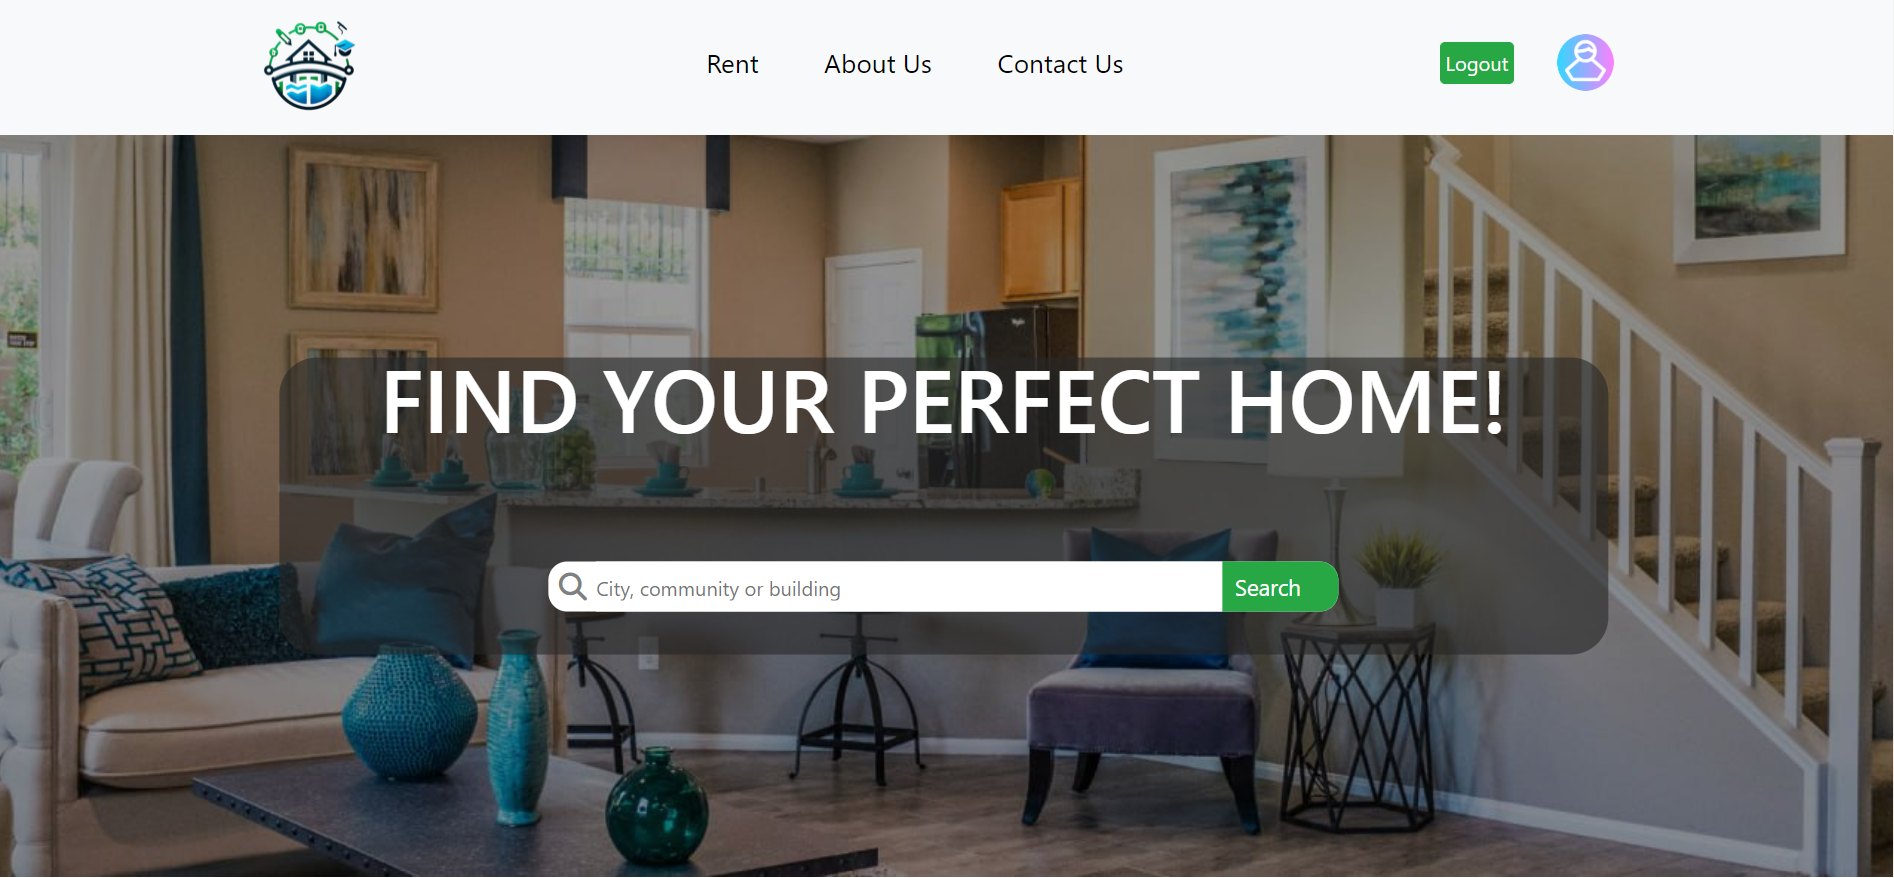 Rent
About Us
Contact Us
Logout
FIND YOUR PERFECT HOME!
City, community or building
Search